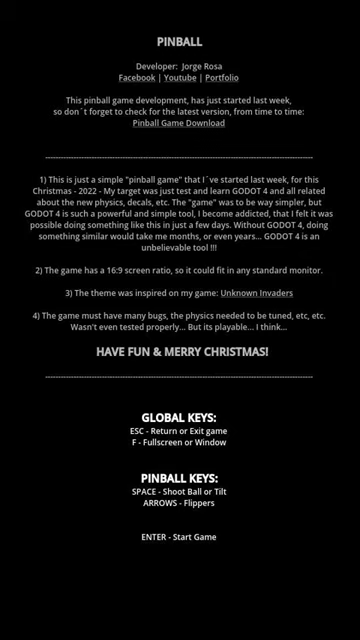 PINBALL
Developer:  Jorge Rosa
Facebook | Youtube | Portfolio
This pinball game development, has just started last week,
so don´t forget to check for the latest version, from time to time:
Pinball Game Download
--------------------------------------------------------------------------------
1) This is just a simple "pinball game" that I´ve started last week, for this
Christmas - 2022 - My target was just test and learn GODOT 4 and all related
about the new physics, decals, etc. The "game" was to be way simpler, but
GODOT 4 is such a powerful and simple tool, I become addicted, that I felt it was
possible doing something like this in just a few days. Without GODOT 4, doing
something similar would take me months, or even years... GODOT 4 is an
unbelievable tool !!!
2) The game has a 16:9 screen ratio, so it could fit in any standard monitor.
3) The theme was inspired on my game: Unknown Invaders
4) The game must have many bugs, the physics needed to be tuned, etc, etc.
Wasn't even tested properly... But its playable... I think...
HAVE FUN & MERRY CHRISTMAS!
--------------------------------------------------------------------------------
GLOBAL KEYS:
ESC - Return or Exit game
F - Fullscreen or Window
PINBALL KEYS:
SPACE - Shoot Ball or Tilt
ARROWS - Flippers
ENTER - Start Game